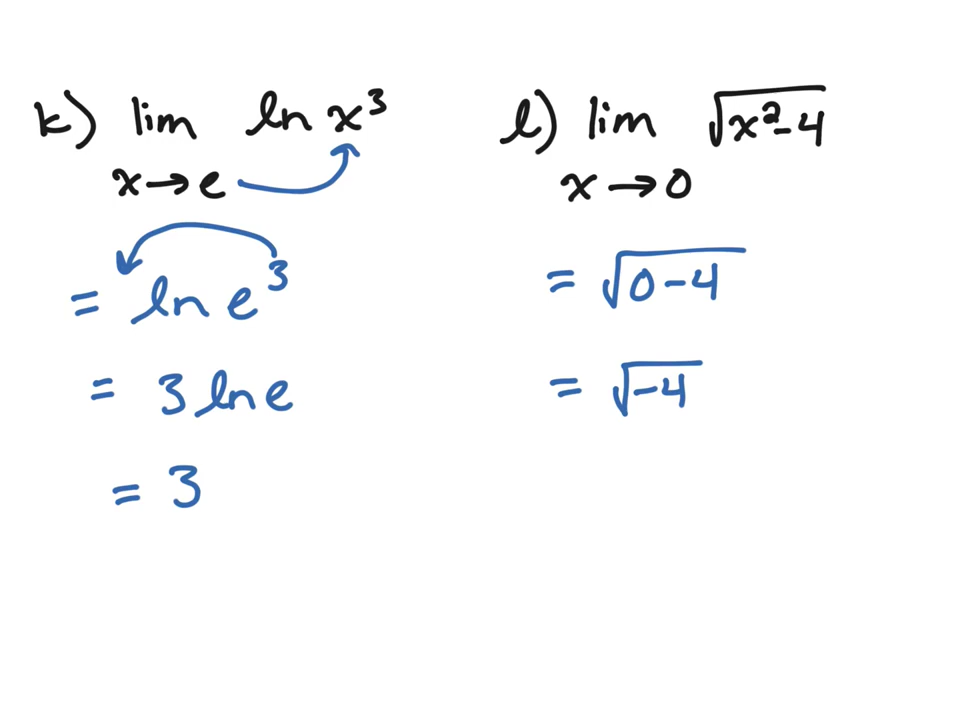 k) lim ln x³
x→e
= ln e³
= 3 ln e
= 3
l) lim √(x²-4)
x→0
= √(0-4)
= √(-4)